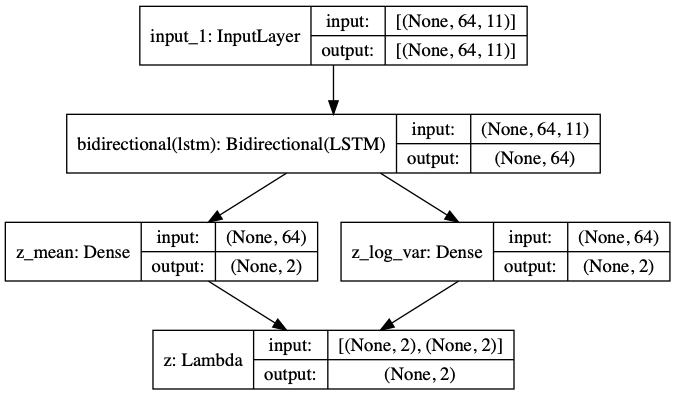 input_1: InputLayer
input: [(None, 64, 11)]
output: [(None, 64, 11)]
bidirectional(lstm): Bidirectional(LSTM)
input: (None, 64, 11)
output: (None, 64)
z_mean: Dense
input: (None, 64)
output: (None, 2)
z_log_var: Dense
input: (None, 64)
output: (None, 2)
z: Lambda
input: [(None, 2), (None, 2)]
output: (None, 2)